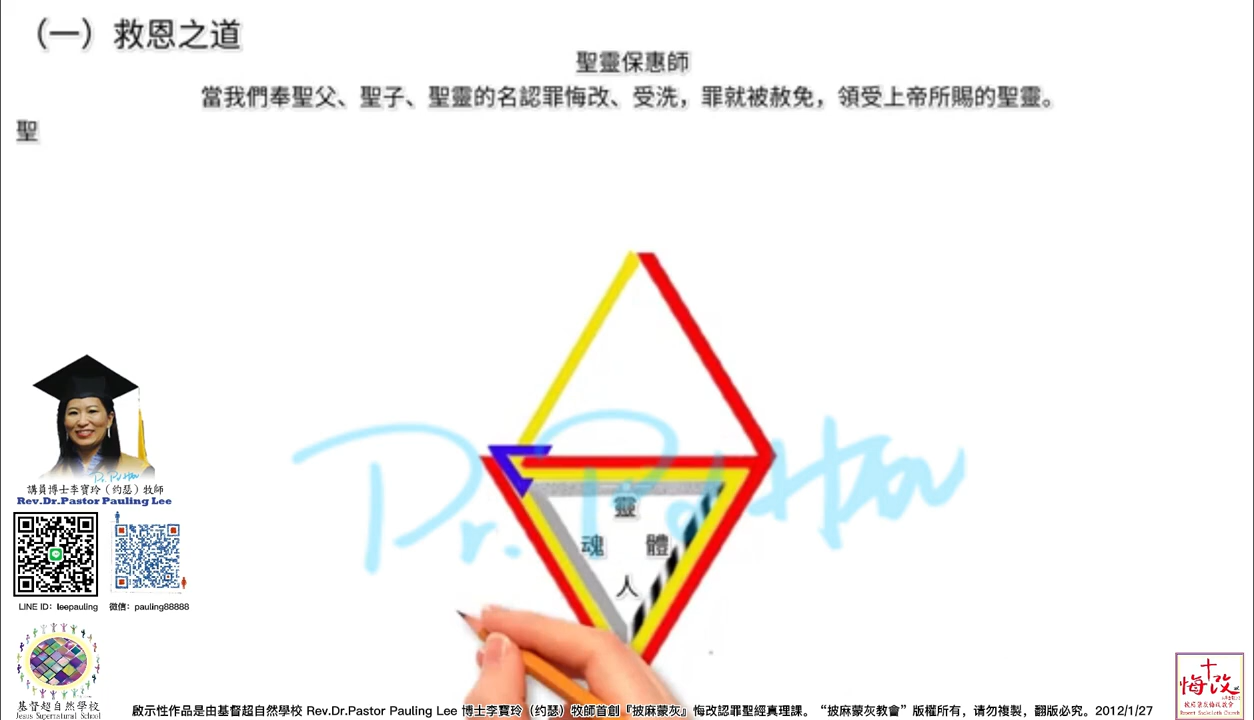 （一）救恩之道
聖靈保惠師
當我們奉聖父、聖子、聖靈的名認罪悔改、受洗，罪就被赦免，領受上帝所賜的聖靈。
聖
靈
魂 體
人
講員博士李寶玲（约瑟）牧師
Rev.Dr.Pastor Pauling Lee
LINE ID：leepauling 微信：pauling88888
基督超自然學校
Jesus Supernatural School
啟示性作品是由基督超自然學校 Rev.Dr.Pastor Pauling Lee 博士李寶玲（约瑟）牧師首創『披麻蒙灰』悔改認罪聖經真理課。“披麻蒙灰教會”版權所有，请勿複製，翻版必究。2012/1/27
悔改